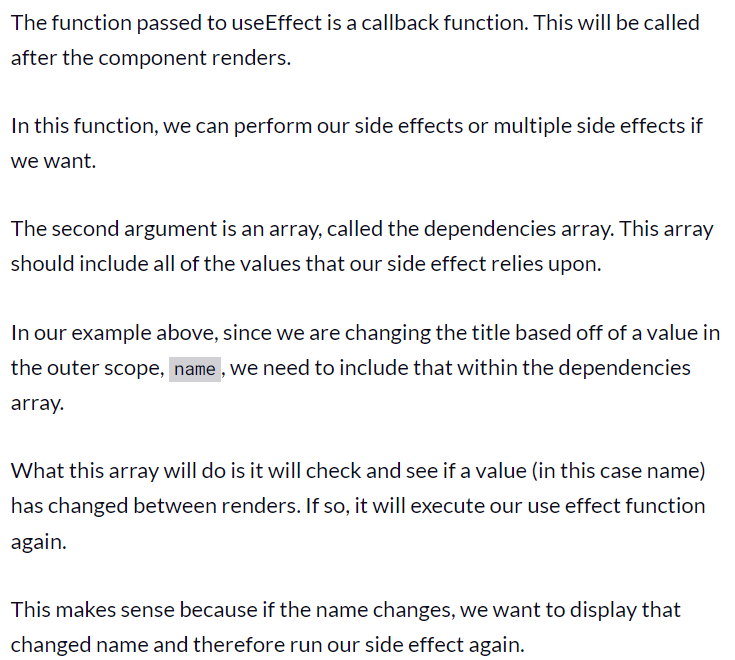 The function passed to useEffect is a callback function. This will be called
after the component renders.
In this function, we can perform our side effects or multiple side effects if
we want.
The second argument is an array, called the dependencies array. This array
should include all of the values that our side effect relies upon.
In our example above, since we are changing the title based off of a value in
the outer scope, name , we need to include that within the dependencies
array.
What this array will do is it will check and see if a value (in this case name)
has changed between renders. If so, it will execute our use effect function
again.
This makes sense because if the name changes, we want to display that
changed name and therefore run our side effect again.